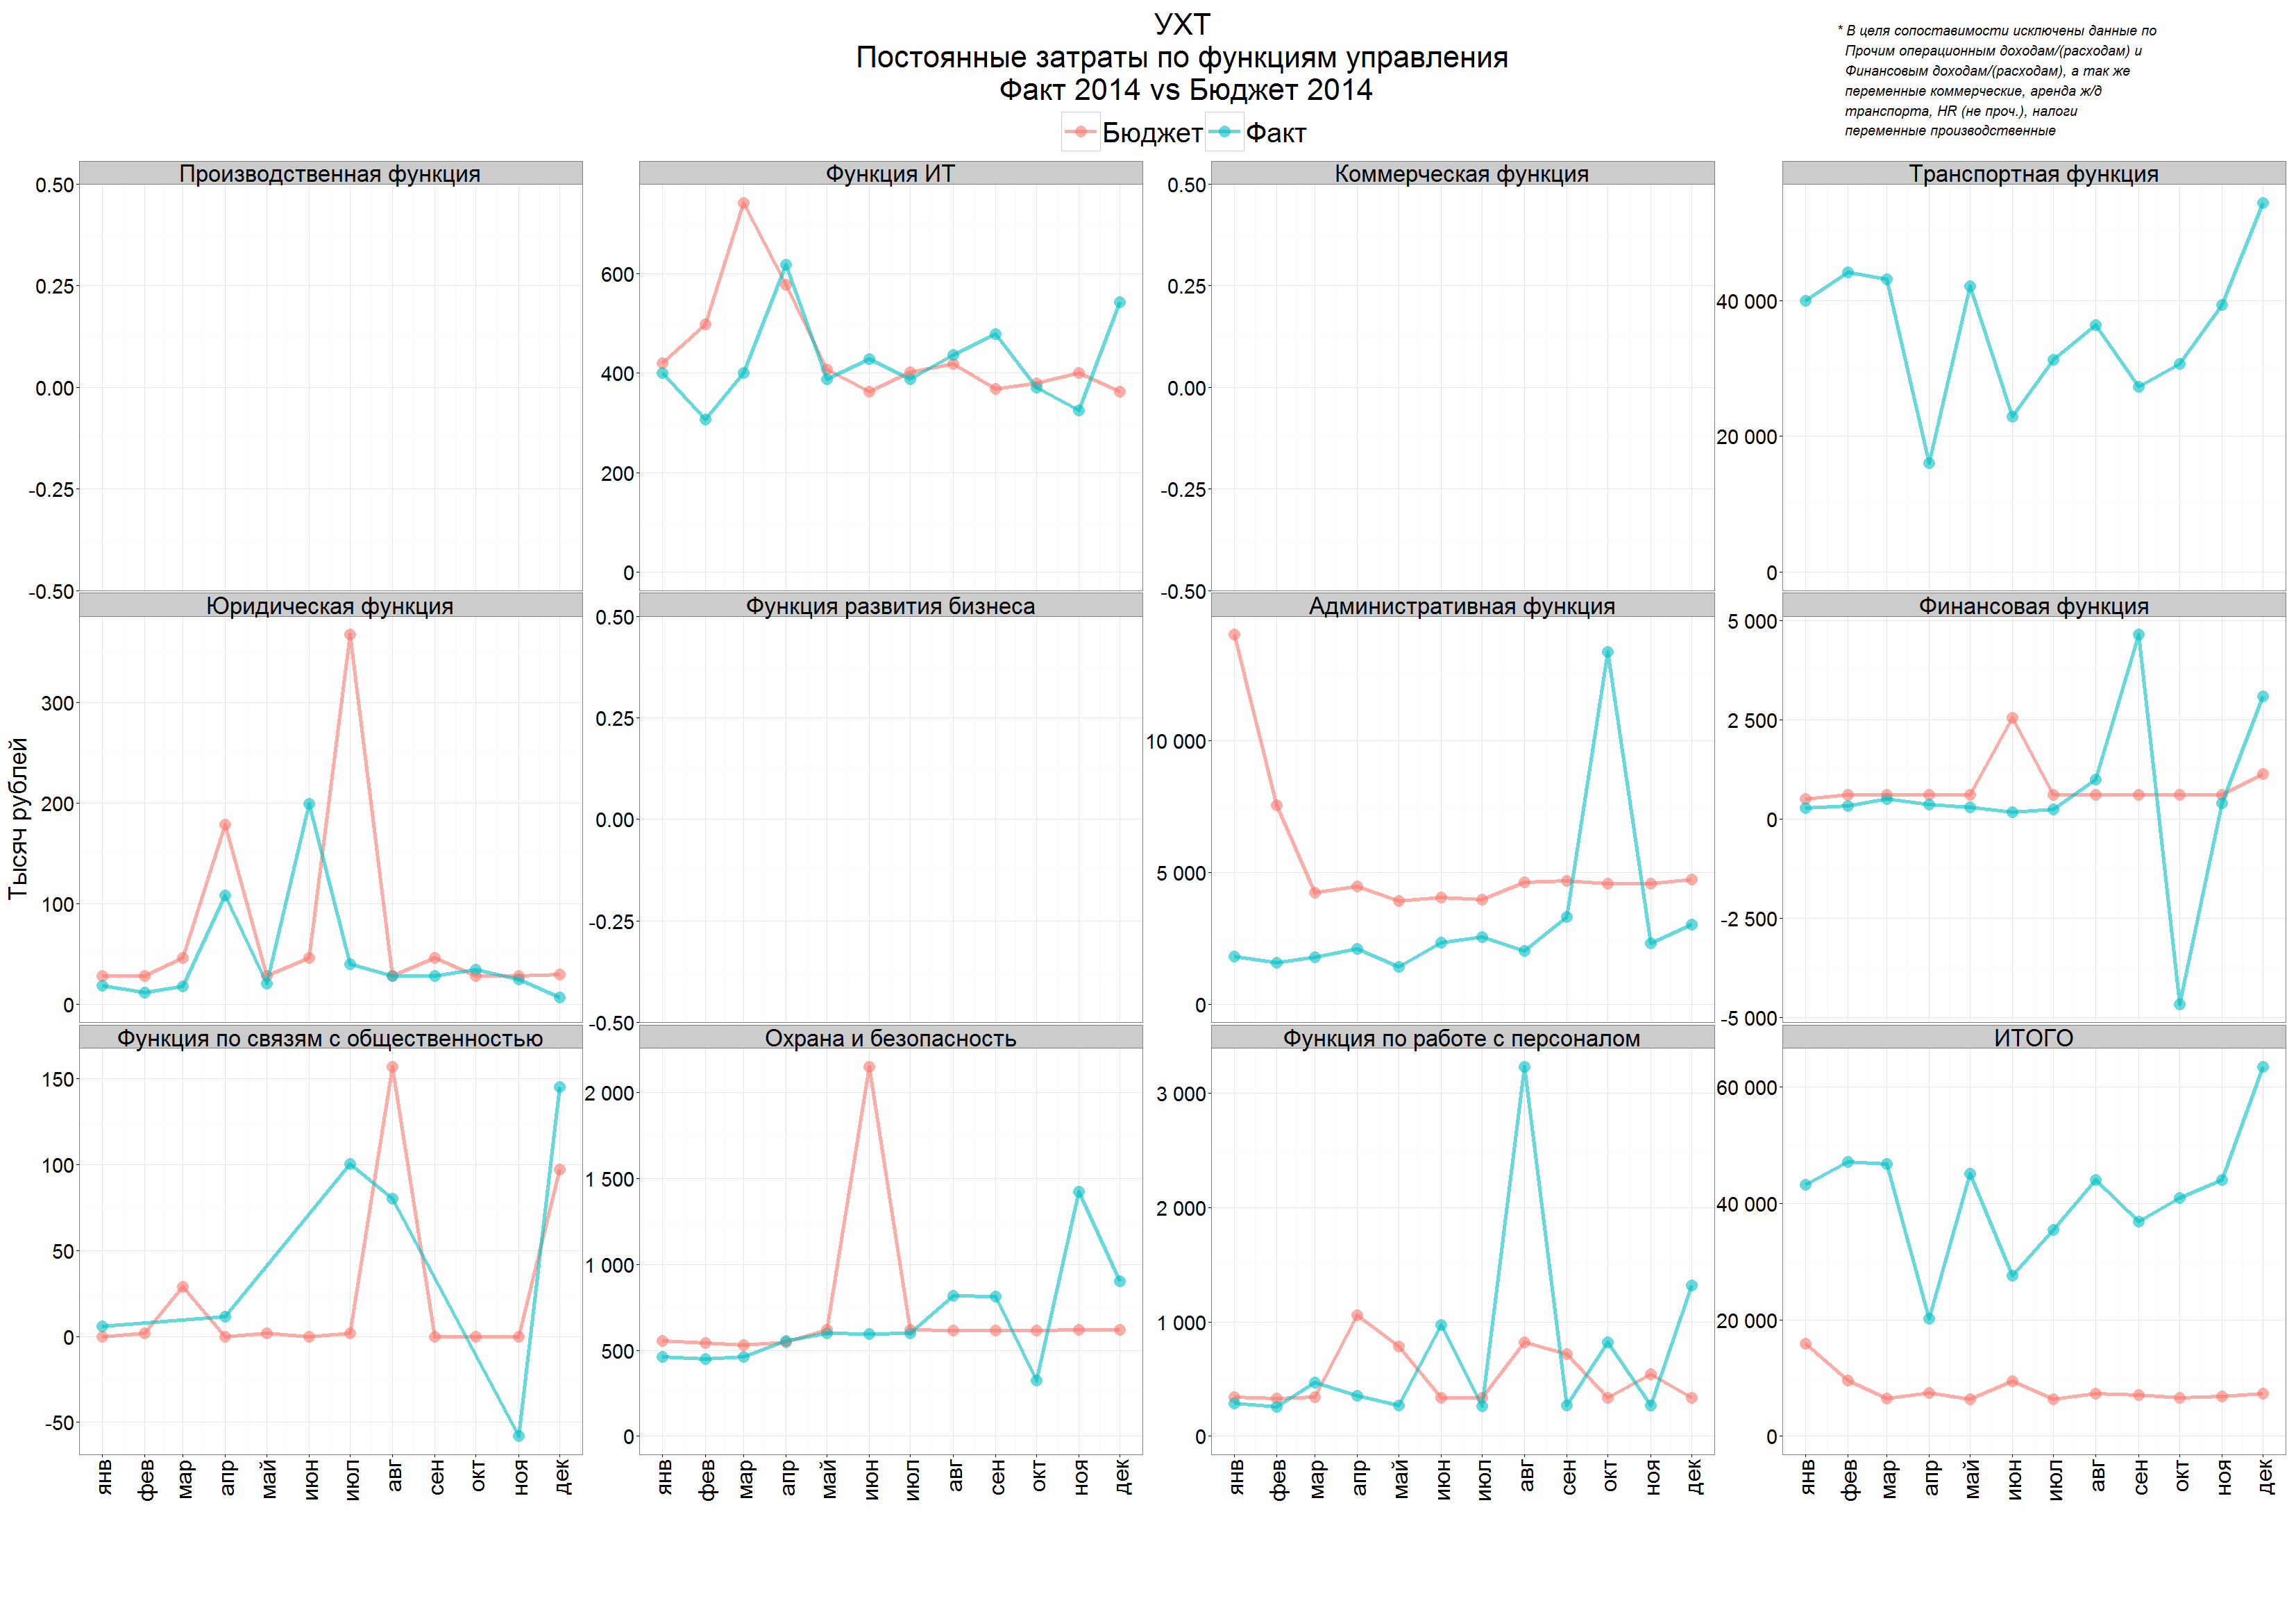 УХТ
Постоянные затраты по функциям управления
Факт 2014 vs Бюджет 2014
Бюджет Факт
* В целя сопоставимости исключены данные по
Прочим операционным доходам/(расходам) и
Финансовым доходам/(расходам), а так же
переменные коммерческие, аренда ж/д
транспорта, HR (не проч.), налоги
переменные производственные
Тысяч рублей
Производственная функция
0.50
0.25
0.00
-0.25
-0.50
Функция ИТ
600
400
200
0
Коммерческая функция
0.50
0.25
0.00
-0.25
-0.50
Транспортная функция
40 000
20 000
0
Юридическая функция
300
200
100
0
Функция развития бизнеса
0.50
0.25
0.00
-0.25
-0.50
Административная функция
10 000
5 000
0
Финансовая функция
5 000
2 500
0
-2 500
-5 000
Функция по связям с общественностью
150
100
50
0
-50
янв фев мар апр май июн июл авг сен окт ноя дек
Охрана и безопасность
2 000
1 500
1 000
500
0
янв фев мар апр май июн июл авг сен окт ноя дек
Функция по работе с персоналом
3 000
2 000
1 000
0
янв фев мар апр май июн июл авг сен окт ноя дек
ИТОГО
60 000
40 000
20 000
0
янв фев мар апр май июн июл авг сен окт ноя дек